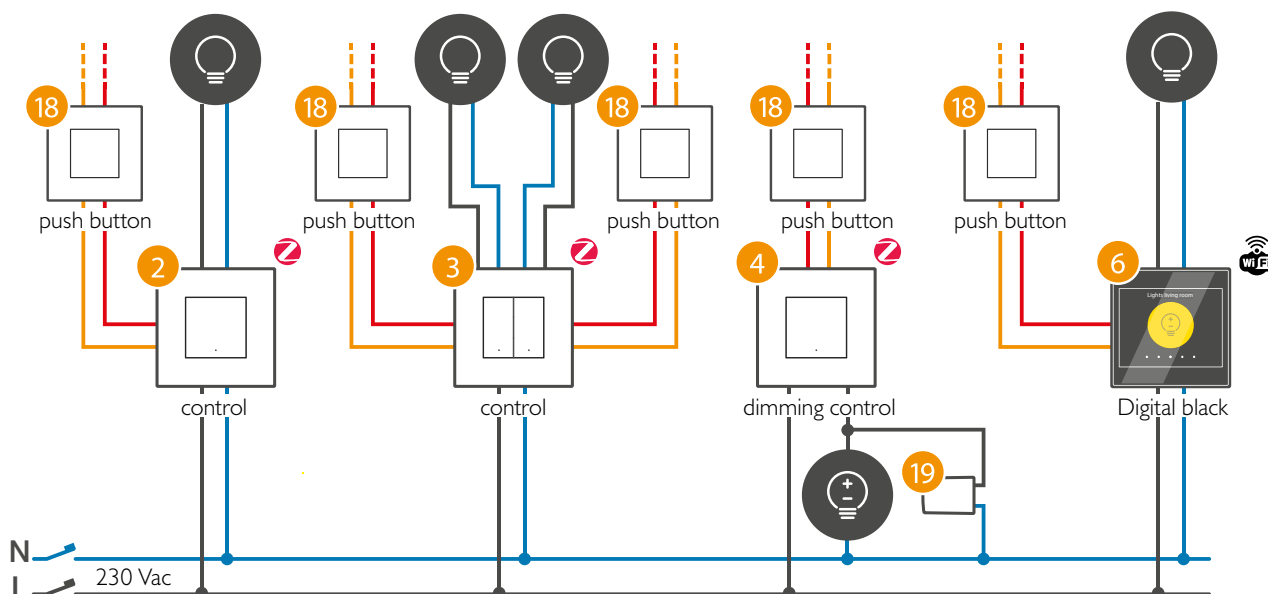 18
18
18
18
18
push button
push button
push button
push button
push button
2
3
4
6
WiFi
Lights living room
control
control
dimming control
Digital black
19
N
230 Vac
L